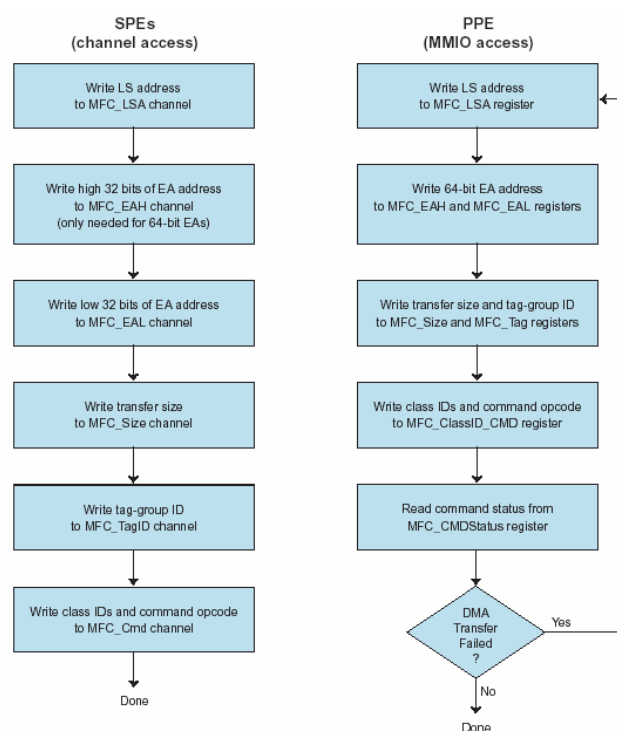 SPEs
(channel access)
Write LS address
to MFC_LSA channel
Write high 32 bits of EA address
to MFC_EAH channel
(only needed for 64-bit EAs)
Write low 32 bits of EA address
to MFC_EAL channel
Write transfer size
to MFC_Size channel
Write tag-group ID
to MFC_TagID channel
Write class IDs and command opcode
to MFC_Cmd channel
Done
PPE
(MMIO access)
Write LS address
to MFC_LSA register
Write 64-bit EA address
to MFC_EAH and MFC_EAL registers
Write transfer size and tag-group ID
to MFC_Size and MFC_Tag registers
Write class IDs and command opcode
to MFC_ClassID_CMD register
Read command status from
MFC_CMDStatus register
DMA
Transfer
Failed
?
Yes
No
Done